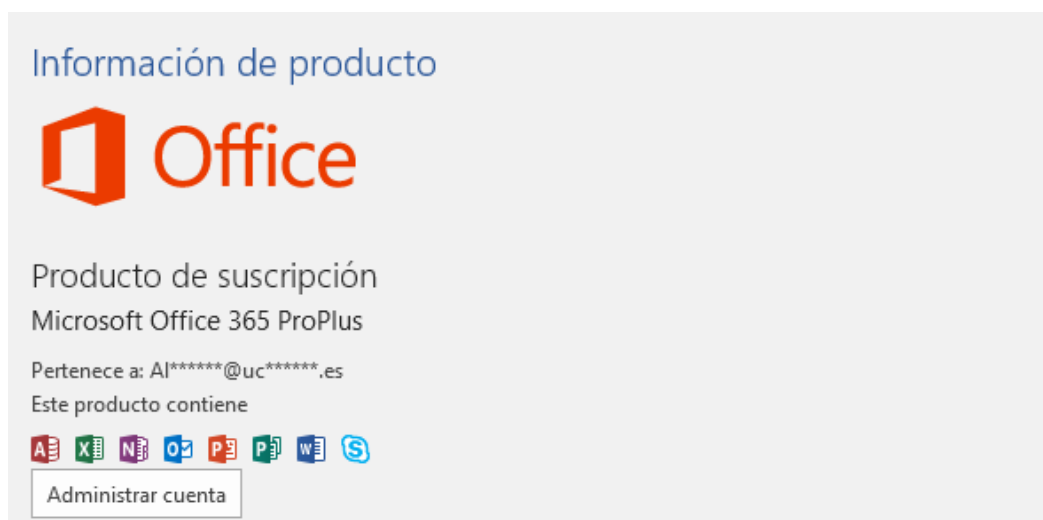 Información de producto
Office
Producto de suscripción
Microsoft Office 365 ProPlus
Pertenece a: Al******@uc******.es
Este producto contiene
A X N O P P W S
Administrar cuenta